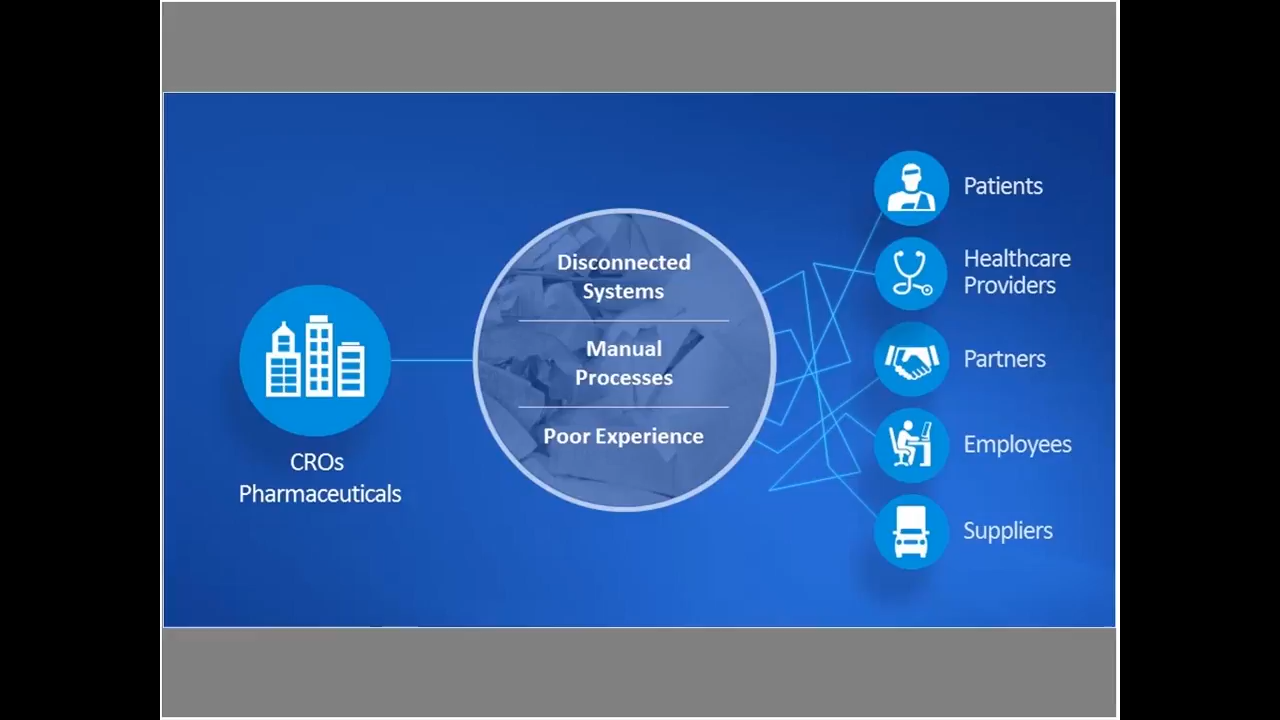 CROs
Pharmaceuticals
Disconnected
Systems
Manual
Processes
Poor Experience
Patients
Healthcare
Providers
Partners
Employees
Suppliers